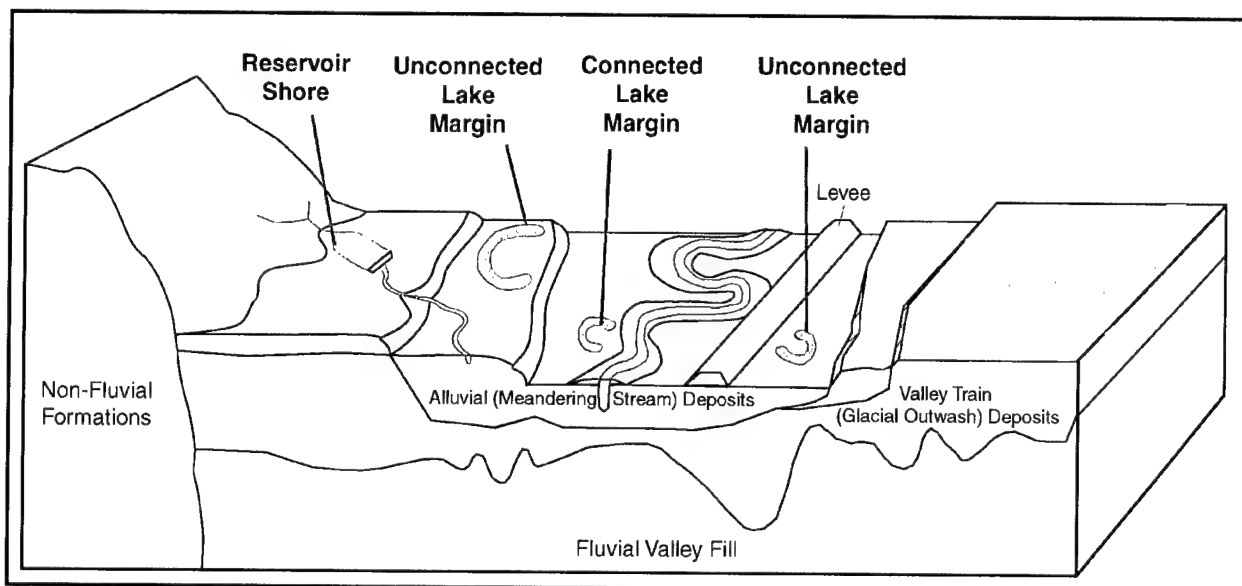 Reservoir
Shore
Unconnected
Lake
Margin
Connected
Lake
Margin
Unconnected
Lake
Margin
Levee
Non-Fluvial
Formations
Alluvial (Meandering Stream) Deposits
Valley Train
(Glacial Outwash) Deposits
Fluvial Valley Fill